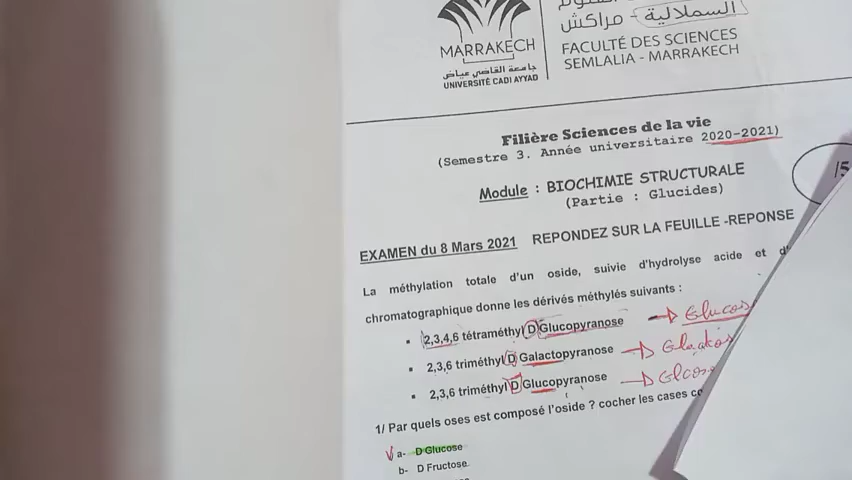 السملالية - مراكش
MARRAKECH
جامعة القاضي عياض
UNIVERSITÉ CADI AYYAD
FACULTÉ DES SCIENCES
SEMLALIA - MARRAKECH
Filière Sciences de la vie
(Semestre 3. Année universitaire 2020-2021)
Module : BIOCHIMIE STRUCTURALE
(Partie : Glucides)
/5
EXAMEN du 8 Mars 2021 REPONDEZ SUR LA FEUILLE -REPONSE
La méthylation totale d'un oside, suivie d'hydrolyse acide et d'
chromatographique donne les dérivés méthylés suivants :
▪ 2,3,4,6 tétraméthyl D Glucopyranose → Glucos
▪ 2,3,6 triméthyl D Galactopyranose →
▪ 2,3,6 triméthyl D Glucopyranose →
1/ Par quels oses est composé l'oside ? cocher les cases co
a- D Glucose
b- D Fructose